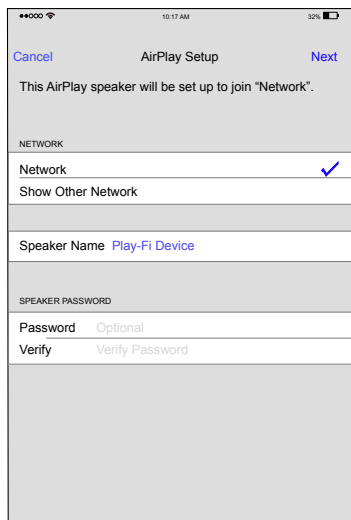 10:17 AM 32%
Cancel AirPlay Setup Next
This AirPlay speaker will be set up to join “Network”.
NETWORK
Network
Show Other Network
Speaker Name Play-Fi Device
SPEAKER PASSWORD
Password Optional
Verify Verify Password